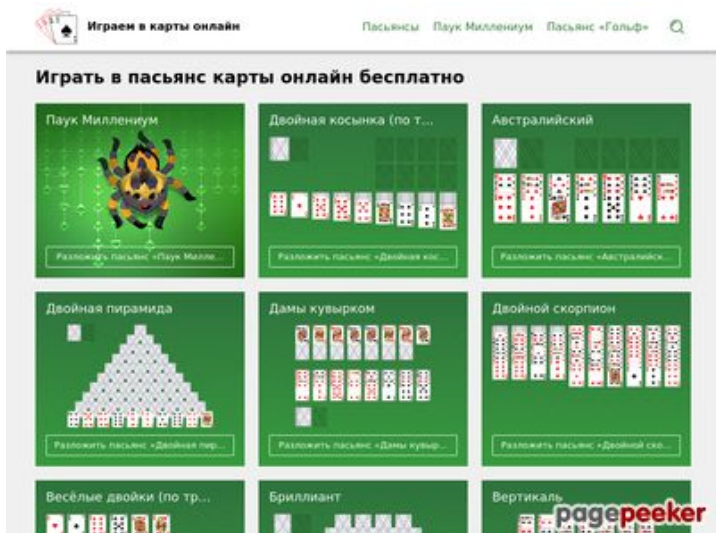 Играем в карты онлайн
Пасьянсы Паук Миллениум Пасьянс «Гольф»
Играть в пасьянс карты онлайн бесплатно
Паук Миллениум
Двойная косынка (по т...
Австралийский
Разложить пасьянс «Паук Милле...
Разложить пасьянс «Двойная кос...
Разложить пасьянс «Австралийск...
Двойная пирамида
Дамы кувырком
Двойной скорпион
Разложить пасьянс «Двойная пир...
Разложить пасьянс «Дамы кувыр...
Разложить пасьянс «Двойной ско...
Весёлые двойки (по тр...
Бриллиант
Вертикаль
pagepeeker